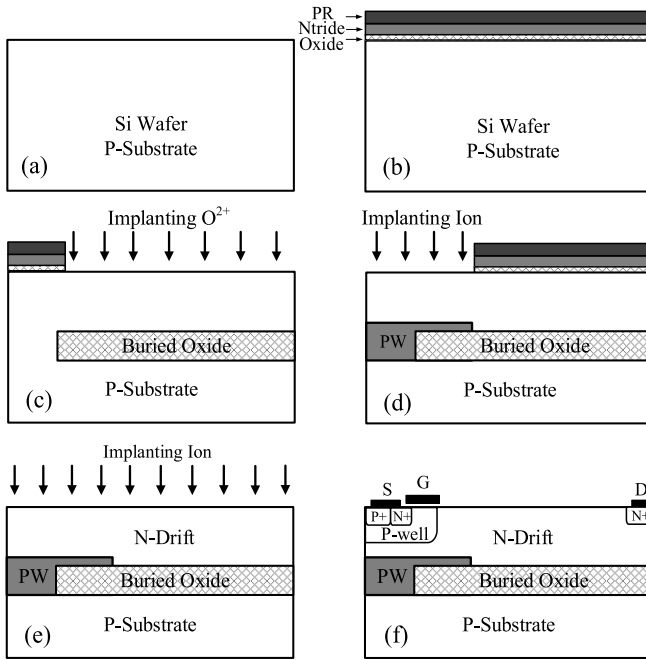 PR
Ntride
Oxide
Si Wafer
P-Substrate
(a)
Si Wafer
P-Substrate
(b)
Implanting O2+
Buried Oxide
P-Substrate
(c)
Implanting Ion
PW
Buried Oxide
P-Substrate
(d)
Implanting Ion
N-Drift
PW
Buried Oxide
P-Substrate
(e)
S
G
D
P+
N+
N+
P-well
N-Drift
PW
Buried Oxide
P-Substrate
(f)